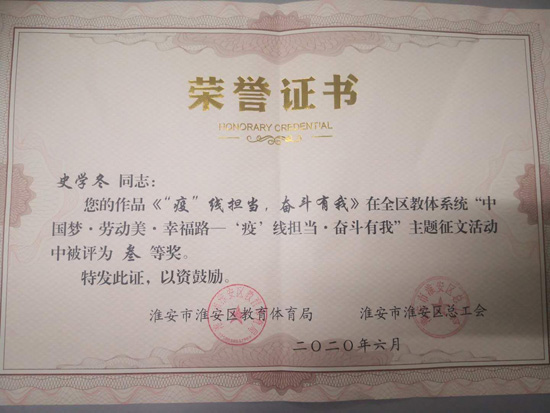 荣誉证书
HONORARY CREDENTIAL
史学冬 同志：
您的作品《“疫”线担当，奋斗有我》在全区教体系统“中
国梦·劳动美·幸福路—‘疫’线担当·奋斗有我”主题征文活动
中被评为 叁 等奖。
特发此证，以资鼓励。
淮安市淮安区教育体育局 淮安市淮安区总工会
二〇二〇年六月